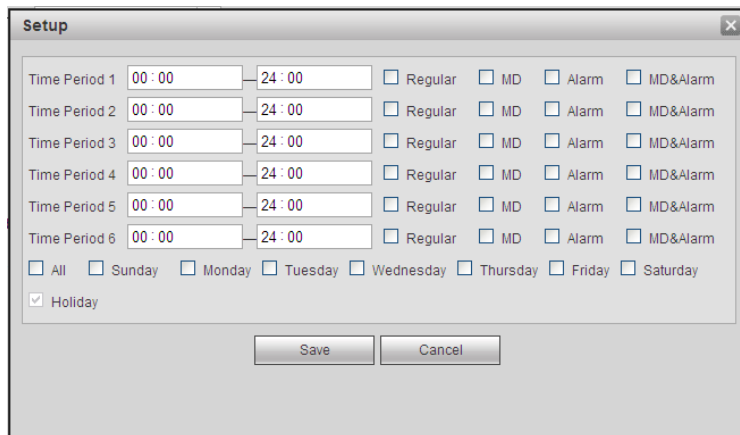 Setup
Time Period 1 00:00 — 24:00 Regular MD Alarm MD&Alarm
Time Period 2 00:00 — 24:00 Regular MD Alarm MD&Alarm
Time Period 3 00:00 — 24:00 Regular MD Alarm MD&Alarm
Time Period 4 00:00 — 24:00 Regular MD Alarm MD&Alarm
Time Period 5 00:00 — 24:00 Regular MD Alarm MD&Alarm
Time Period 6 00:00 — 24:00 Regular MD Alarm MD&Alarm
All Sunday Monday Tuesday Wednesday Thursday Friday Saturday
Holiday
Save Cancel